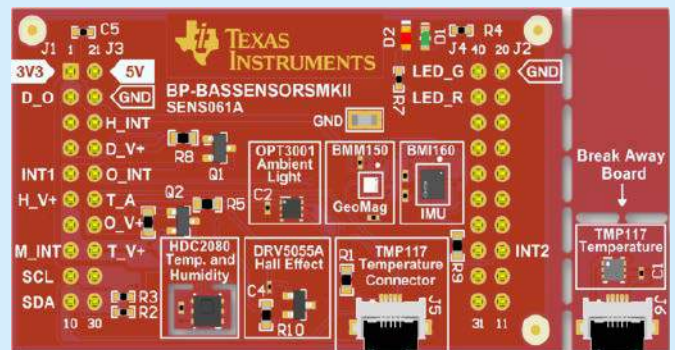 C5
J1 1 21 J3
3V3
5V
D_O
GND
H_INT
D_V+
INT1
O_INT
H_V+
T_A
O_V+
M_INT
T_V+
SCL
SDA
10 30
R3
R2
TEXAS
INSTRUMENTS
BP-BASSENSORSMKII
SENS061A
GND
R8
Q1
Q2
R5
OPT3001
Ambient
Light
C2
BMM150
GeoMag
BMI160
IMU
HDC2080
Temp. and
Humidity
DRV5055A
Hall Effect
C4
R10
TMP117
Temperature
Connector
R1
J5
R9
D2
D1
R4
J4 40 20 J2
LED_G
GND
R7
LED_R
INT2
31 11
Break Away
Board
TMP117
Temperature
C1
J6